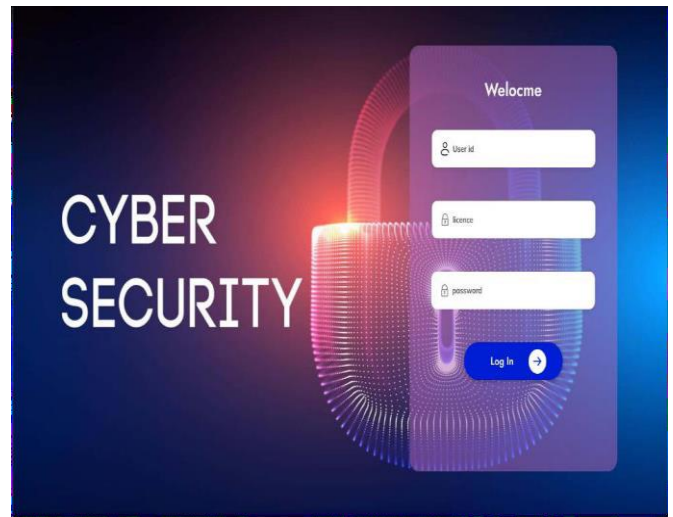 CYBER
SECURITY
Welocme
User id
licence
password
Log In